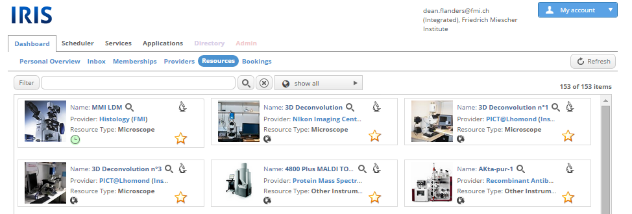 IRIS
dean.flanders@fmi.ch
(Integrated), Friedrich Miescher
Institute
My account
Dashboard Scheduler Services Applications Directory Admin
Personal Overview Inbox Memberships Providers Resources Bookings
Refresh
Filter show all
153 of 153 items
Name: MMI LDM
Provider: Histology (FMI)
Resource Type: Microscope
Name: 3D Deconvolution
Provider: Nikon Imaging Cent...
Resource Type: Microscope
Name: 3D Deconvolution n°1
Provider: PICT@Lhomond (Ins...
Resource Type: Microscope
Name: 3D Deconvolution n°3
Provider: PICT@Lhomond (Ins...
Resource Type: Microscope
Name: 4800 Plus MALDI TO...
Provider: Protein Mass Spectr...
Resource Type: Other Instrum...
Name: AKta-pur-1
Provider: Recombinant Antib...
Resource Type: Other Instrum...